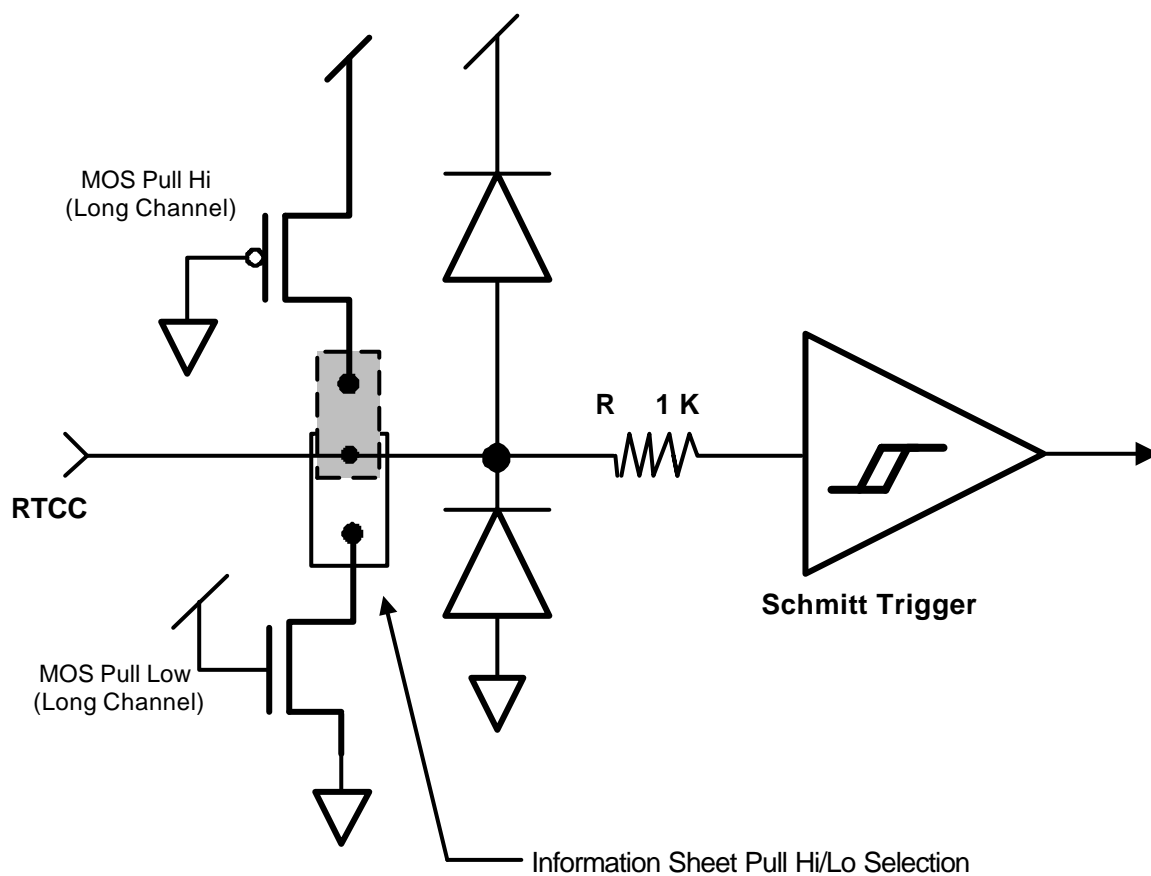 MOS Pull Hi
(Long Channel)
R 1 K
RTCC
Schmitt Trigger
MOS Pull Low
(Long Channel)
Information Sheet Pull Hi/Lo Selection